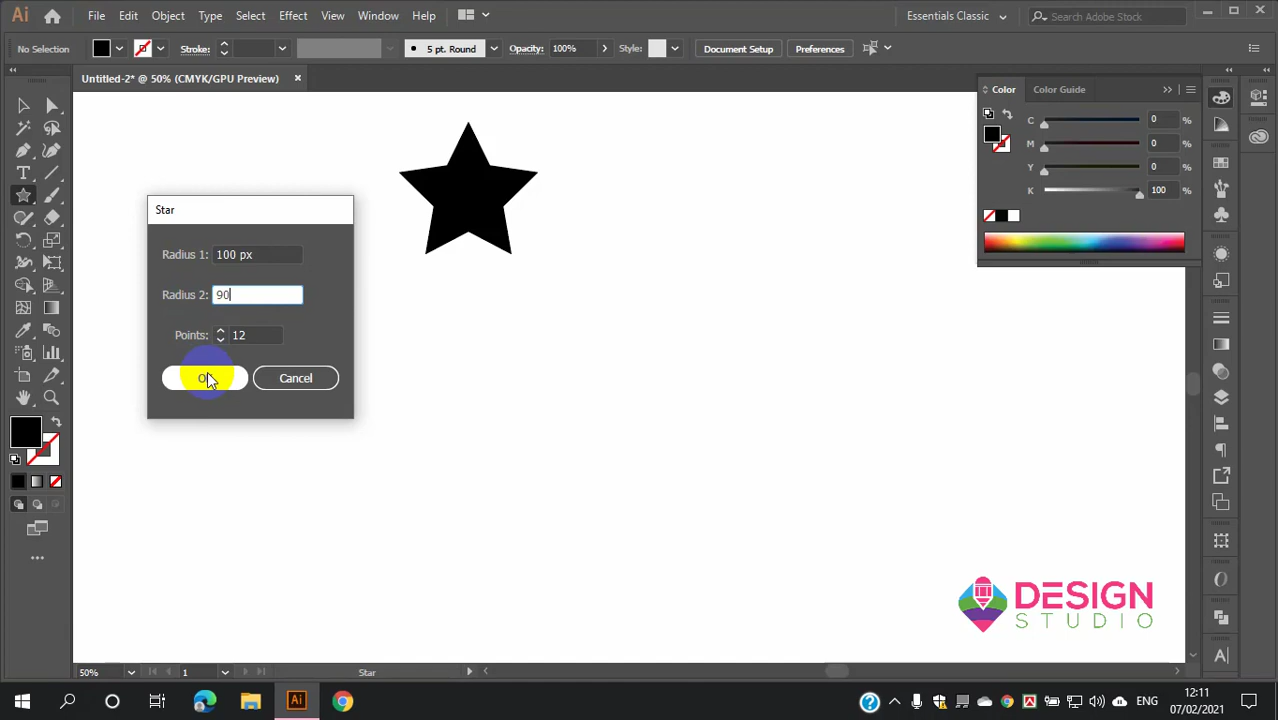 Ai File Edit Object Type Select Effect View Window Help Essentials Classic Search Adobe Stock
No Selection Stroke: 5 pt. Round Opacity: 100% Style: Document Setup Preferences
Untitled-2* @ 50% (CMYK/GPU Preview)
Color Color Guide
C 0 %
M 0 %
Y 0 %
K 100 %
Star
Radius 1: 100 px
Radius 2: 90
Points: 12
Cancel
DESIGN
STUDIO
50% 1 Star
Ai ENG 12:11
07/02/2021